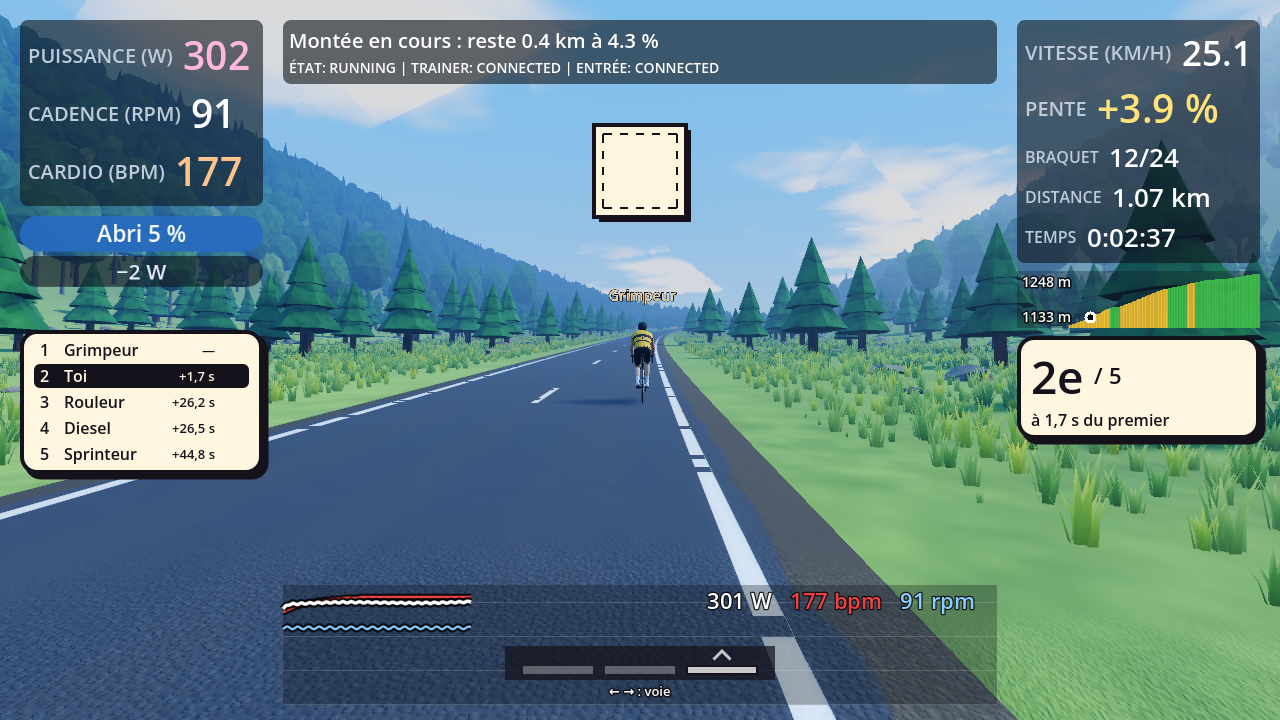 PUISSANCE (W) 302
CADENCE (RPM) 91
CARDIO (BPM) 177
Abri 5 %
−2 W
1 Grimpeur —
2 Toi +1,7 s
3 Rouleur +26,2 s
4 Diesel +26,5 s
5 Sprinteur +44,8 s
Montée en cours : reste 0.4 km à 4.3 %
ÉTAT: RUNNING | TRAINER: CONNECTED | ENTRÉE: CONNECTED
Grimpeur
VITESSE (KM/H) 25.1
PENTE +3.9 %
BRAQUET 12/24
DISTANCE 1.07 km
TEMPS 0:02:37
1248 m
1133 m
2e / 5
à 1,7 s du premier
301 W 177 bpm 91 rpm
← → : voie